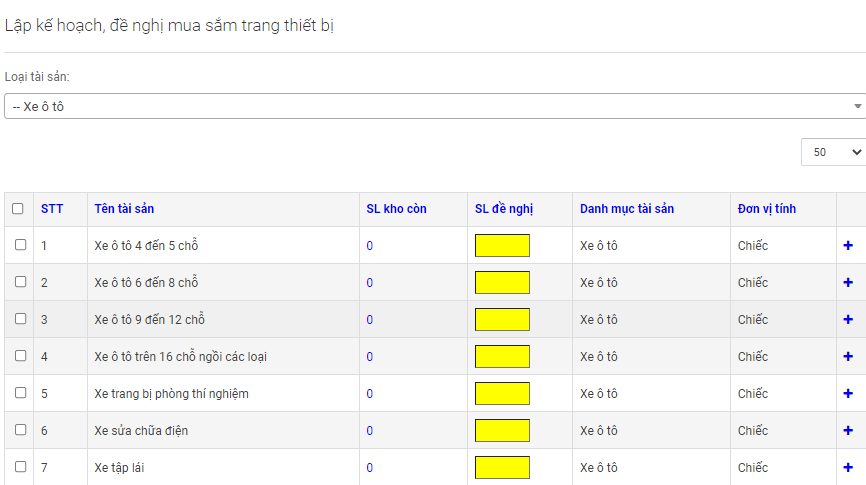 Lập kế hoạch, đề nghị mua sắm trang thiết bị
Loại tài sản:
-- Xe ô tô
50
STT Tên tài sản SL kho còn SL đề nghị Danh mục tài sản Đơn vị tính
1 Xe ô tô 4 đến 5 chỗ 0 Xe ô tô Chiếc +
2 Xe ô tô 6 đến 8 chỗ 0 Xe ô tô Chiếc +
3 Xe ô tô 9 đến 12 chỗ 0 Xe ô tô Chiếc +
4 Xe ô tô trên 16 chỗ ngồi các loại 0 Xe ô tô Chiếc +
5 Xe trang bị phòng thí nghiệm 0 Xe ô tô Chiếc +
6 Xe sửa chữa điện 0 Xe ô tô Chiếc +
7 Xe tập lái 0 Xe ô tô Chiếc +